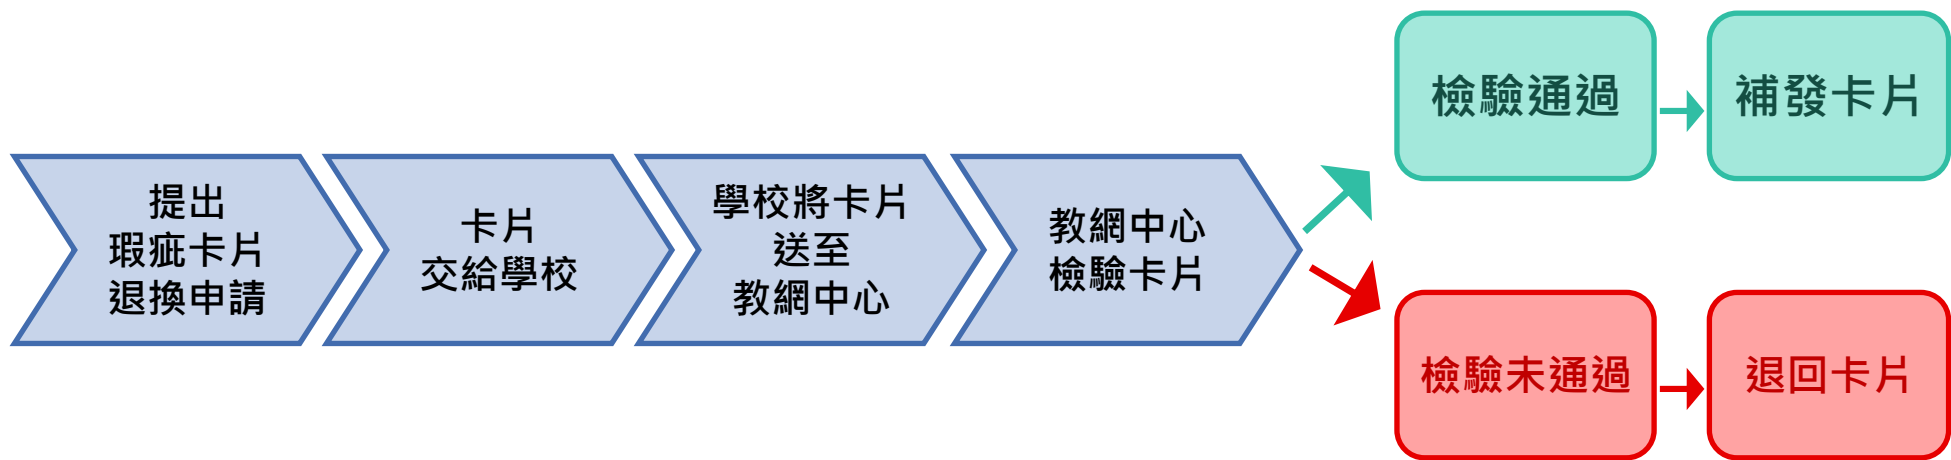 提出
瑕疵卡片
退換申請
卡片
交給學校
學校將卡片
送至
教網中心
教網中心
檢驗卡片
檢驗通過
補發卡片
檢驗未通過
退回卡片